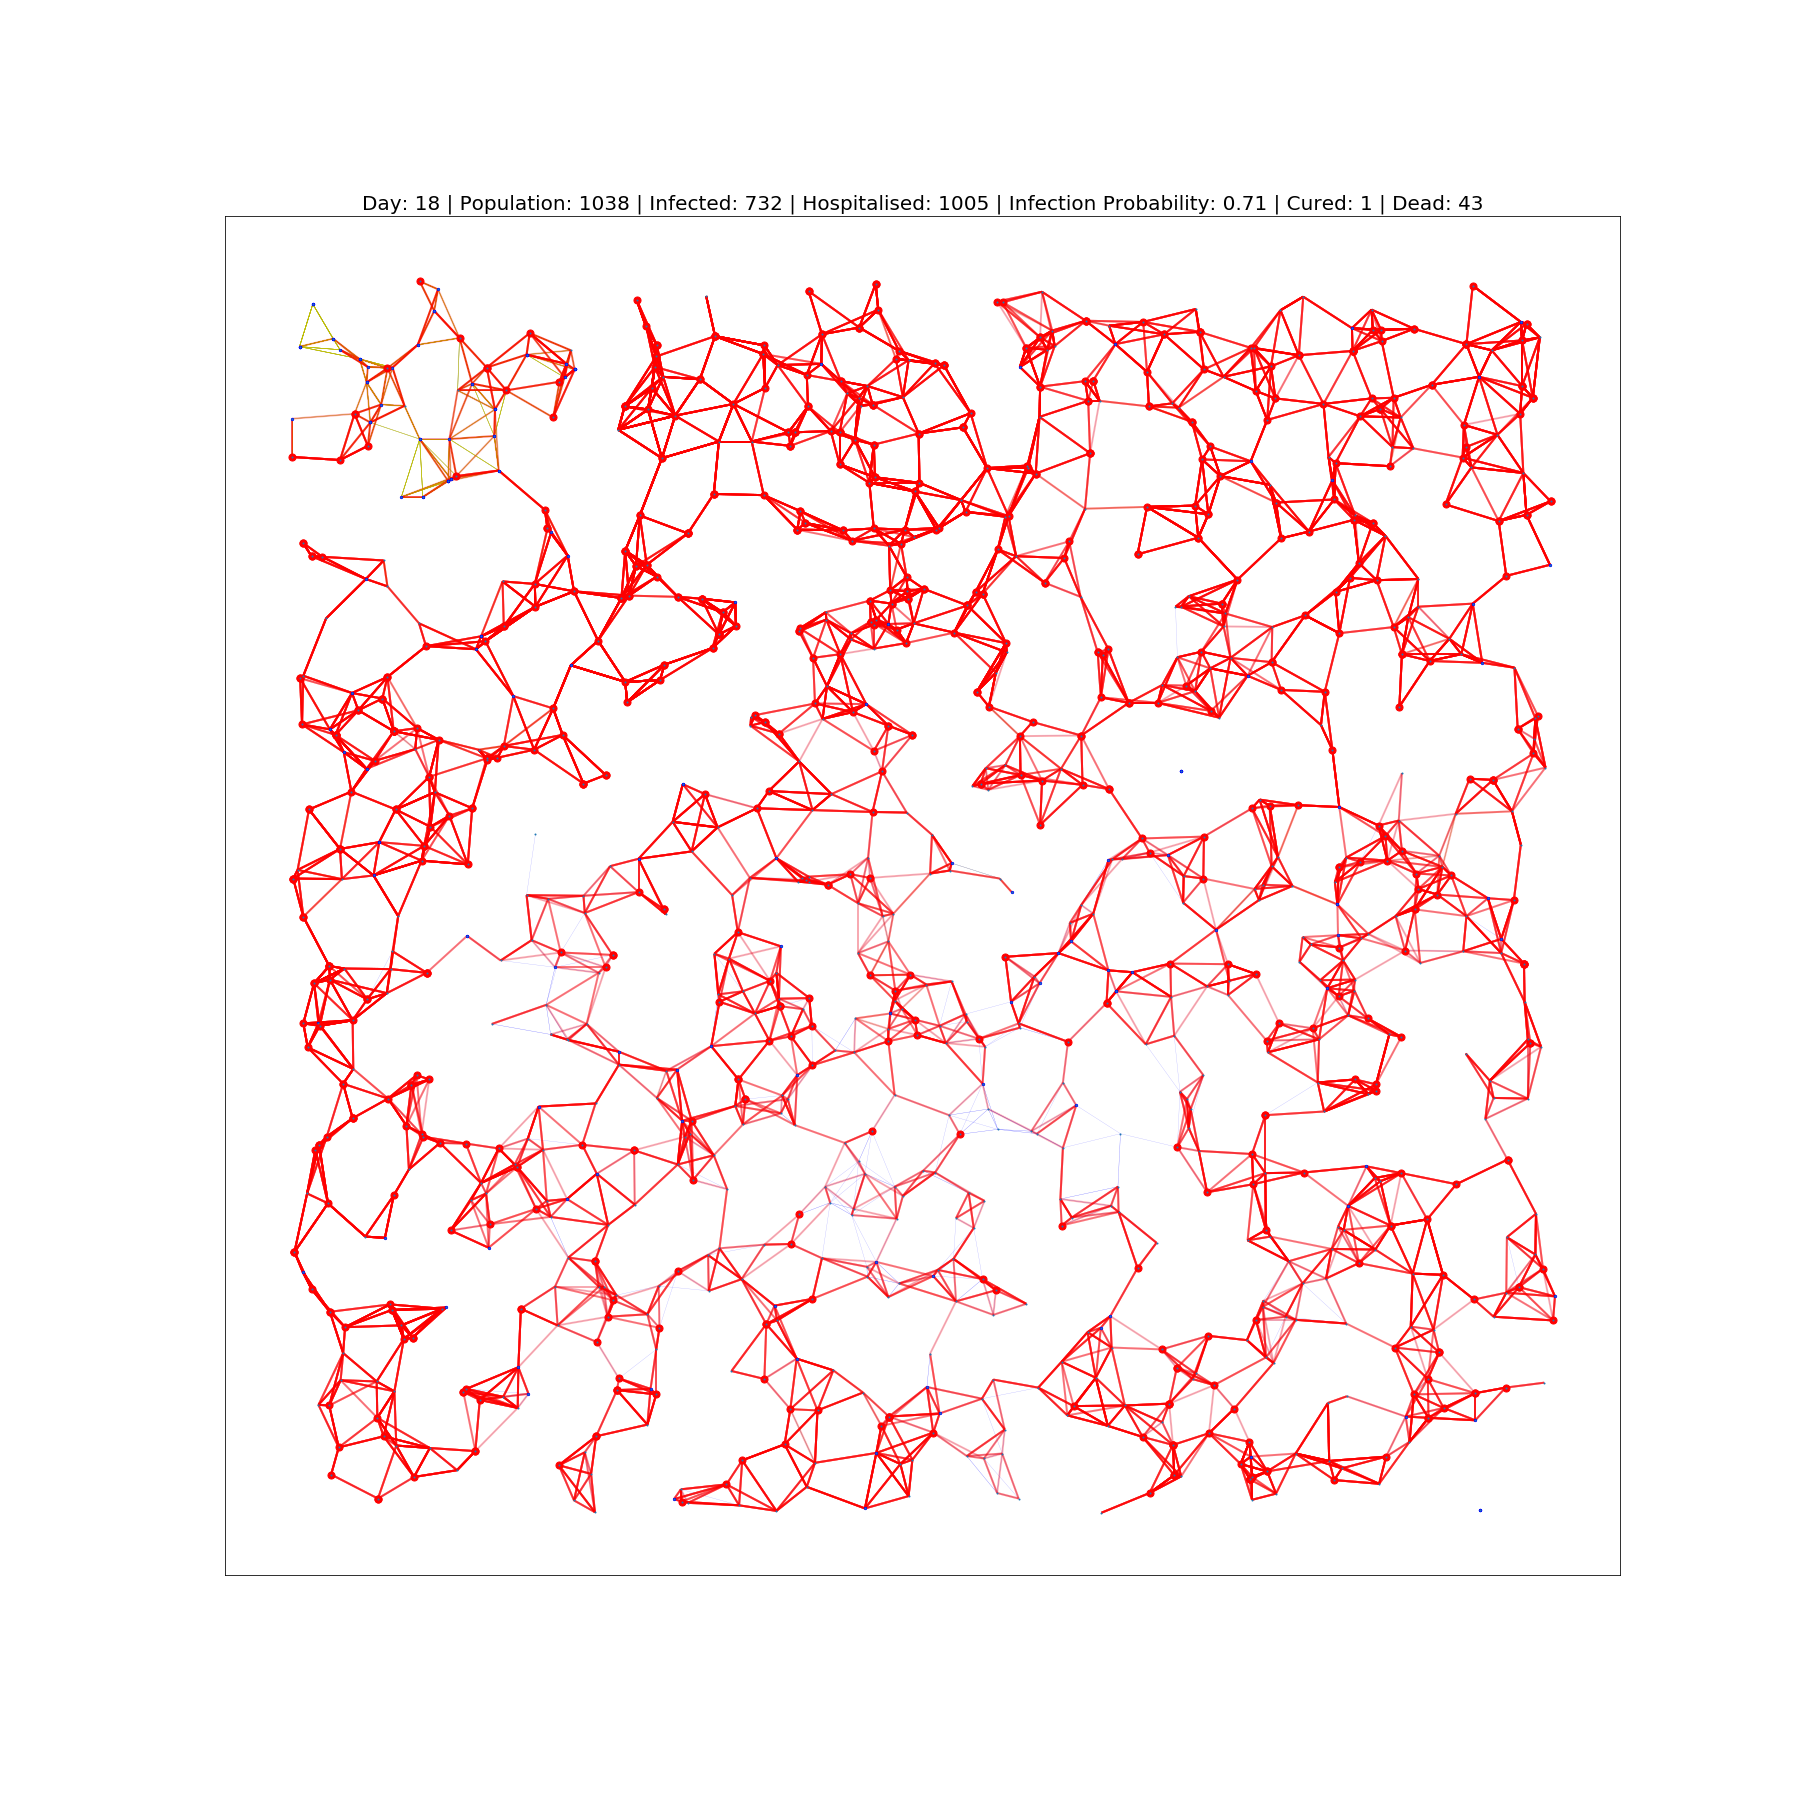 Day: 18 | Population: 1038 | Infected: 732 | Hospitalised: 1005 | Infection Probability: 0.71 | Cured: 1 | Dead: 43